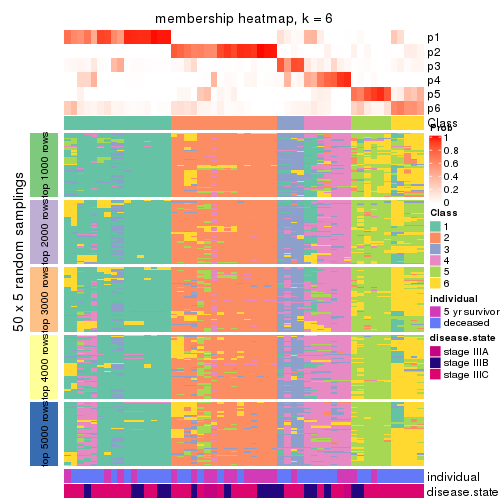 membership heatmap, k = 6
p1
p2
p3
p4
p5
p6
Class
50 x 5 random samplings
top 1000 rows
top 2000 rows
top 3000 rows
top 4000 rows
top 5000 rows
individual
disease.state
Prob
1
0.8
0.6
0.4
0.2
0
Class
1
2
3
4
5
6
individual
5 yr survivor
deceased
disease.state
stage IIIA
stage IIIB
stage IIIC